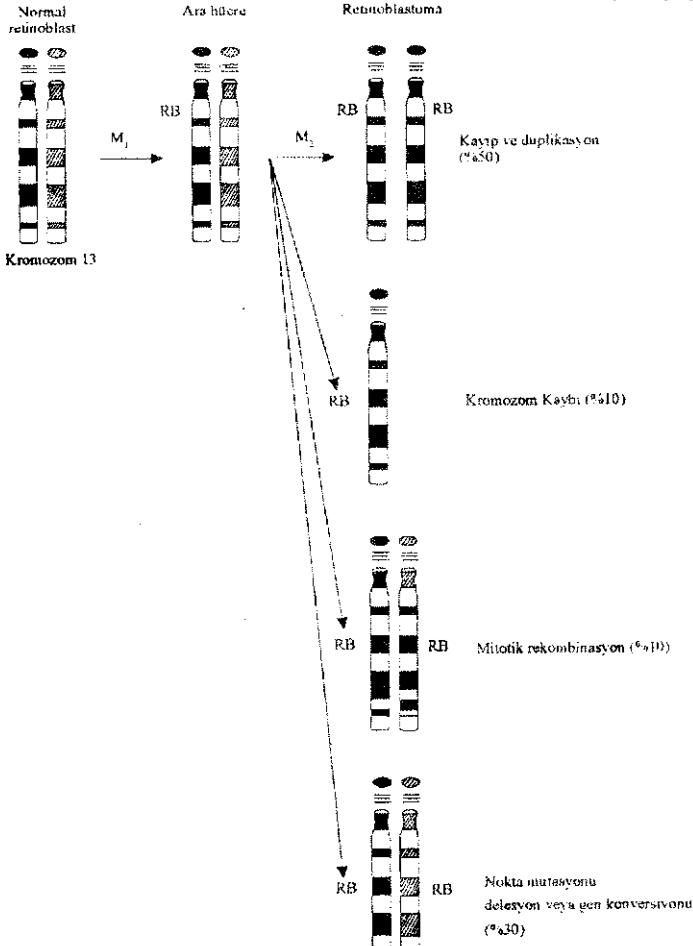 Normal
retinoblast
Ara hücre
Retinoblastoma
RB
M1
M2
RB
RB
Kayıp ve duplikasyon
(%50)
Kromozom 13
RB
Kromozom Kaybı (%10)
RB
RB
Mitotik rekombinasyon (%10)
RB
RB
Nokta mutasyonu
delesyon veya gen konversiyonu
(%30)